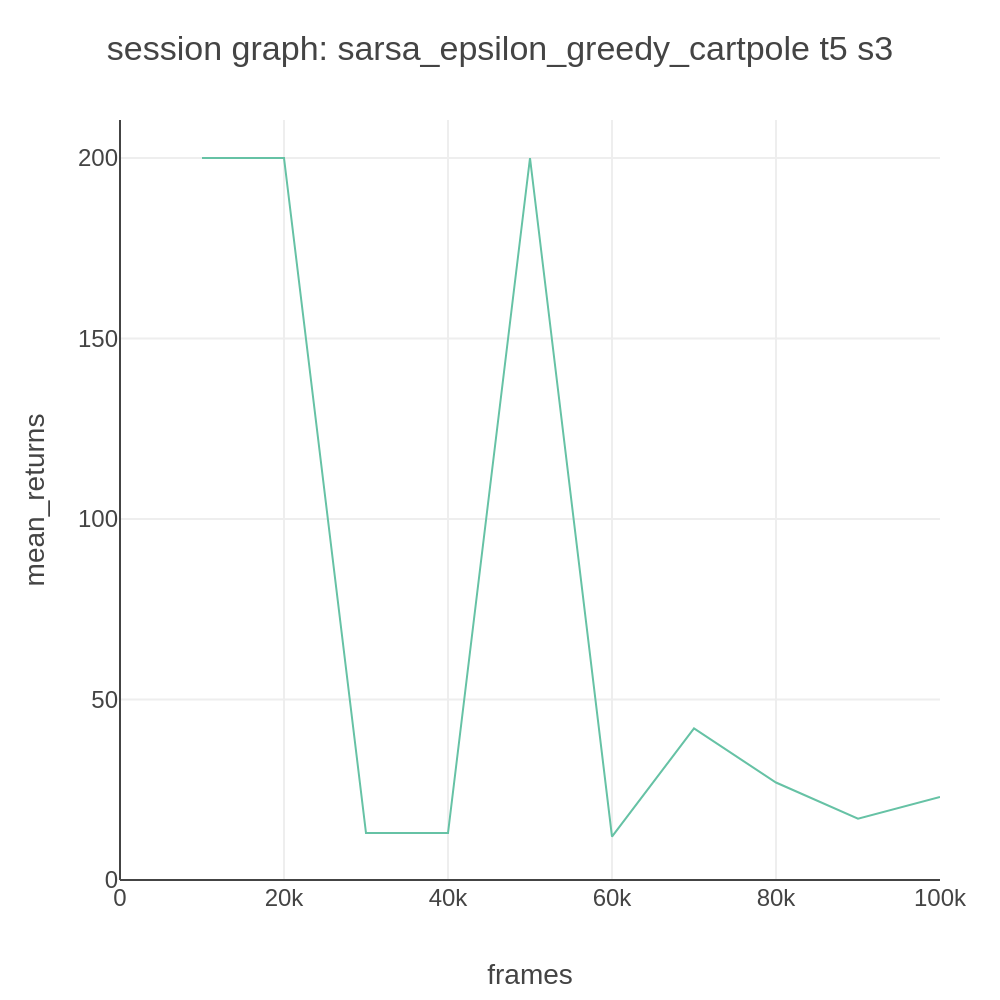 session graph: sarsa_epsilon_greedy_cartpole t5 s3
200
150
100
50
0
mean_returns
0 20k 40k 60k 80k 100k
frames